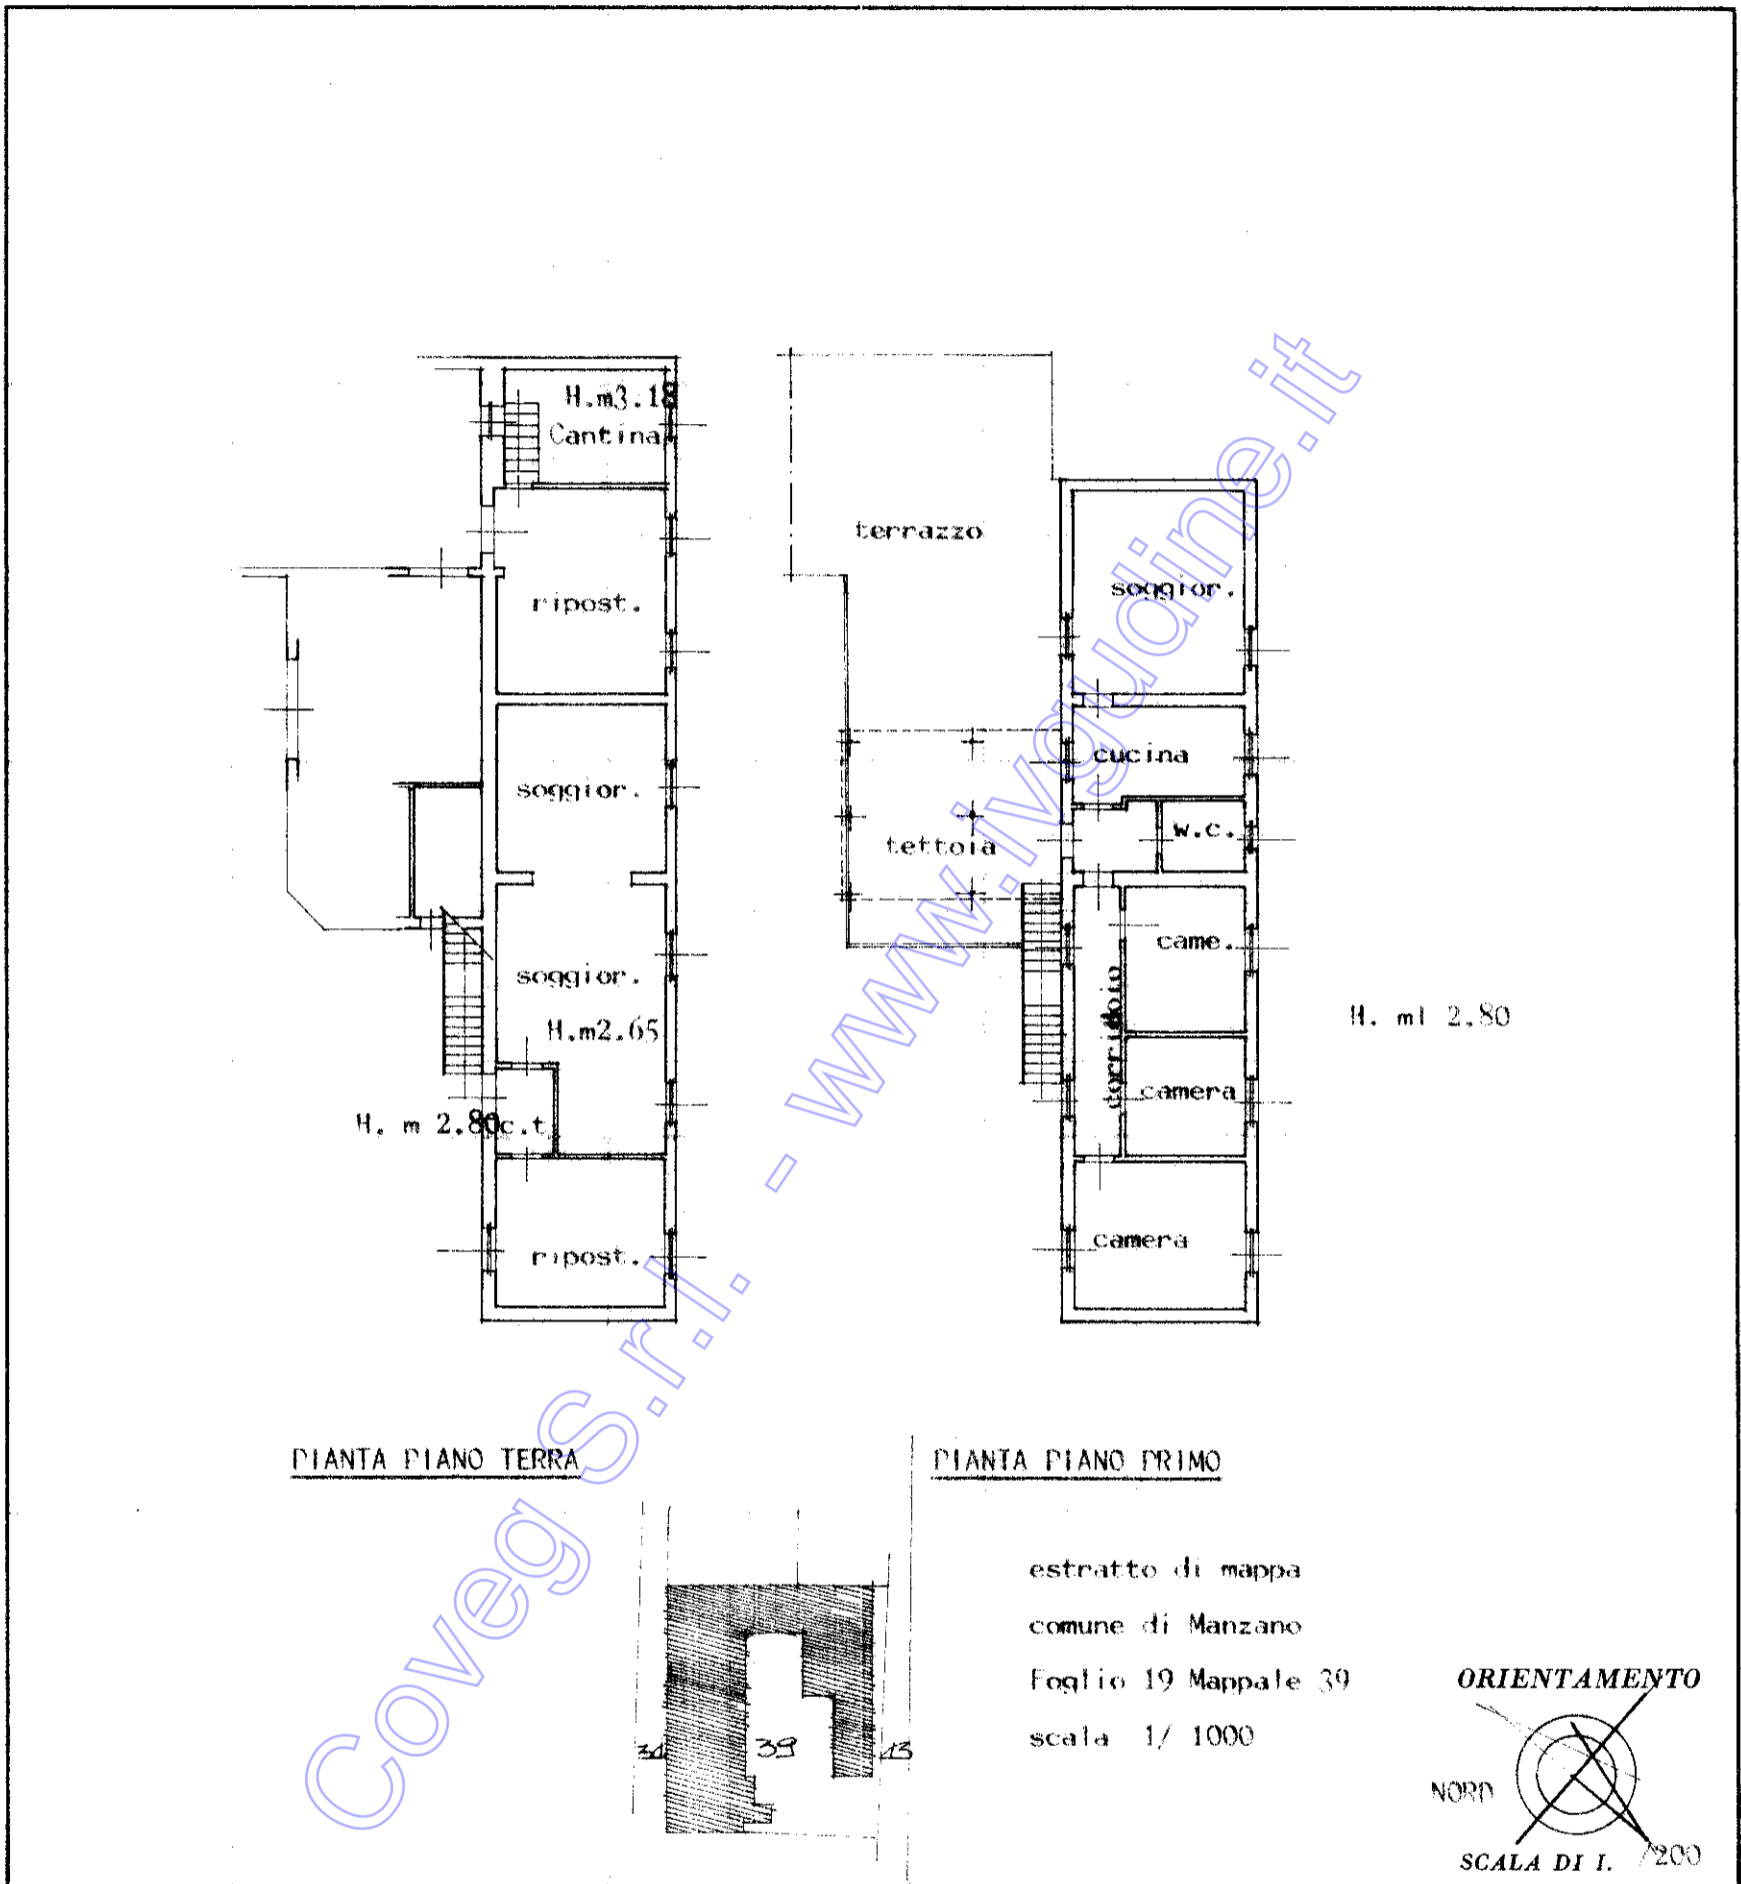 H.m3.18
Cantina
ripost.
soggior.
soggior.
H.m2.65
H. m 2.80
c.t.
ripost.
terrazzo
soggior.
cucina
w.c.
tettoia
came.
corridoio
camera
camera
H. ml 2.80
PIANTA PIANO TERRA
PIANTA PIANO PRIMO
estratto di mappa
comune di Manzano
Foglio 19 Mappale 39
scala 1/ 1000
39
ORIENTAMENTO
NORD
SCALA DI I. /200
Coveg S.r.l. - www.ivgudine.it